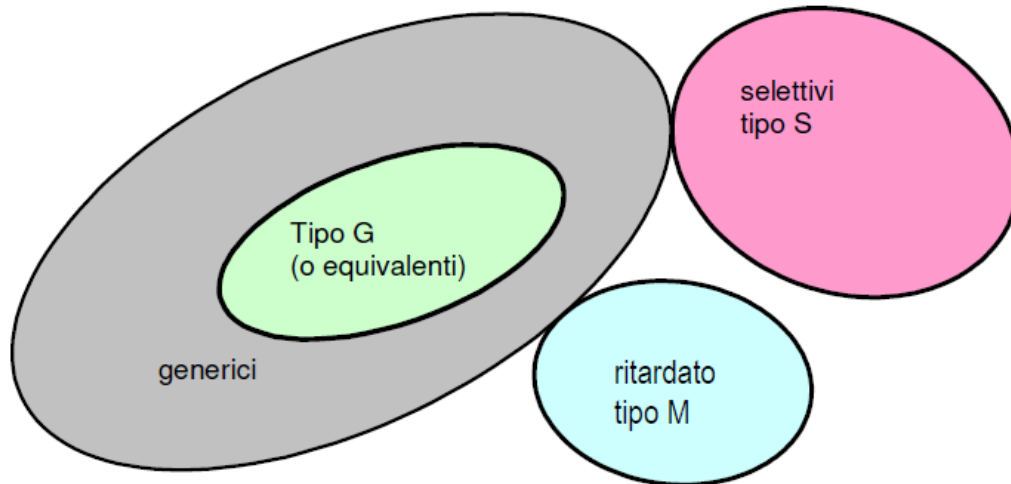 selettivi
tipo S
Tipo G
(o equivalenti)
generici
ritardato
tipo M